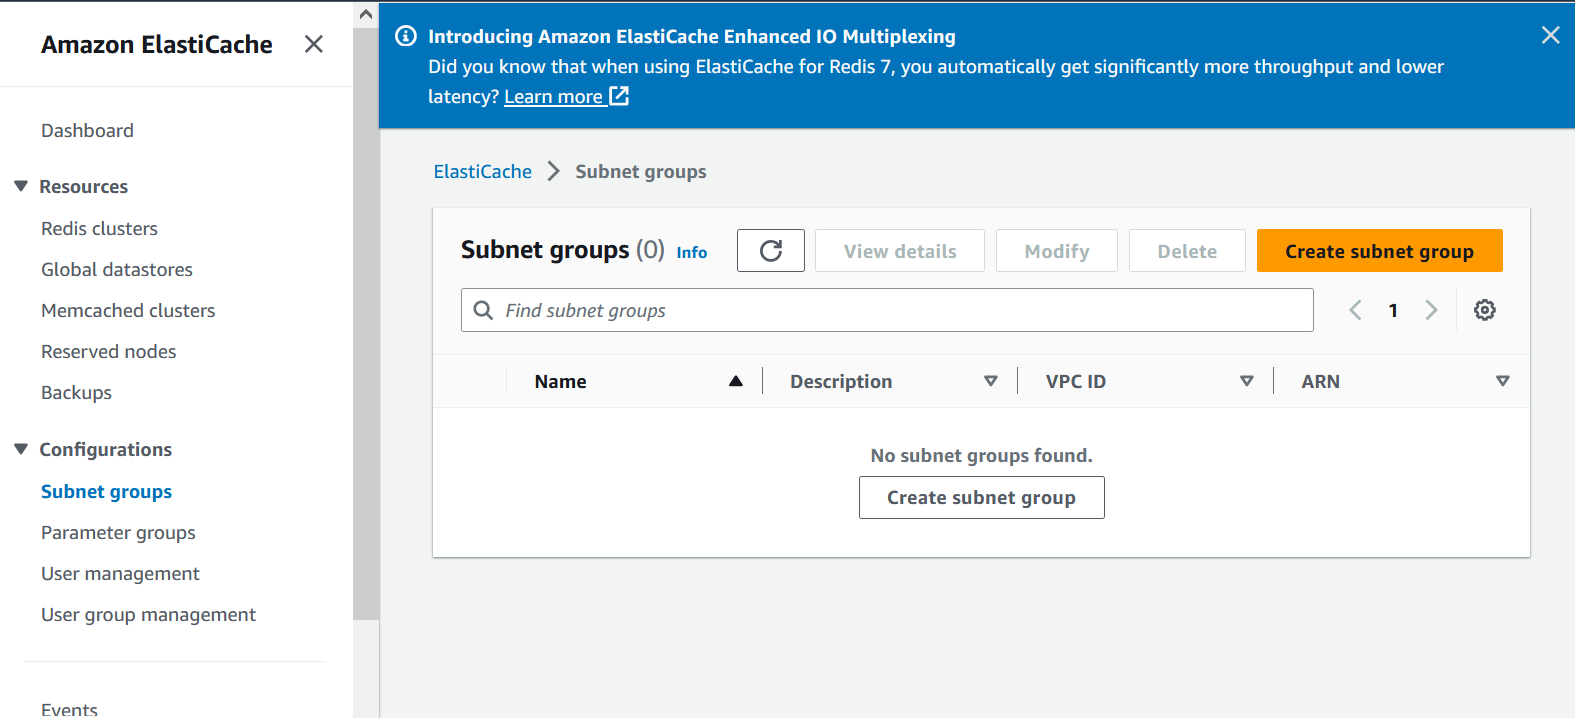 Amazon ElastiCache
Dashboard
Resources
Redis clusters
Global datastores
Memcached clusters
Reserved nodes
Backups
Configurations
Subnet groups
Parameter groups
User management
User group management
Events
Introducing Amazon ElastiCache Enhanced IO Multiplexing
Did you know that when using ElastiCache for Redis 7, you automatically get significantly more throughput and lower
latency? Learn more
ElastiCache > Subnet groups
Subnet groups (0) Info View details Modify Delete Create subnet group
Find subnet groups 1
Name Description VPC ID ARN
No subnet groups found.
Create subnet group